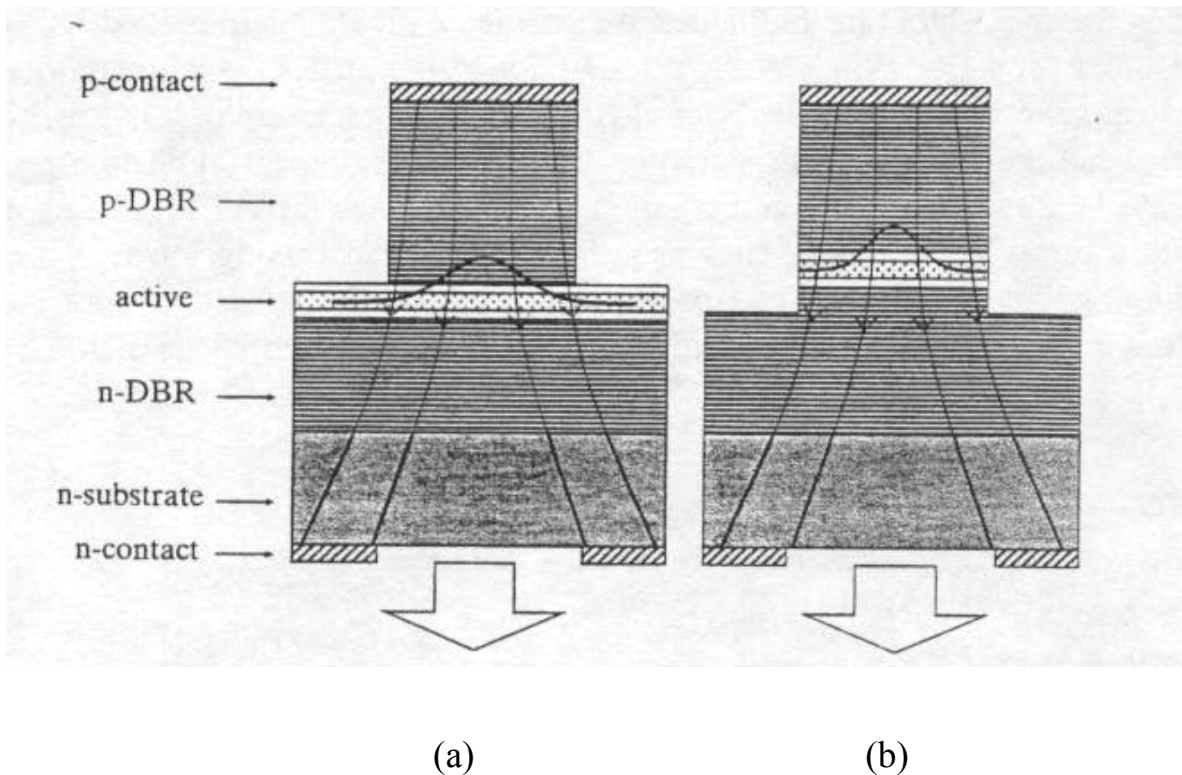 p-contact
p-DBR
active
n-DBR
n-substrate
n-contact
(a) (b)